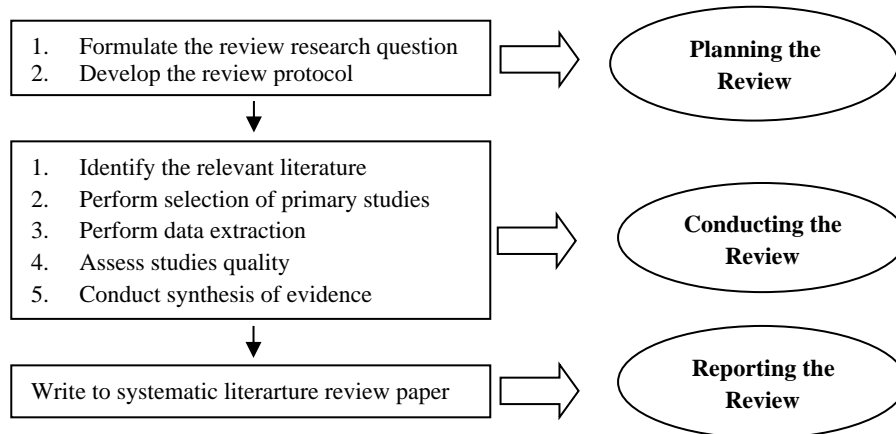 1. Formulate the review research question
2. Develop the review protocol
Planning the
Review
1. Identify the relevant literature
2. Perform selection of primary studies
3. Perform data extraction
4. Assess studies quality
5. Conduct synthesis of evidence
Conducting the
Review
Write to systematic literarture review paper
Reporting the
Review